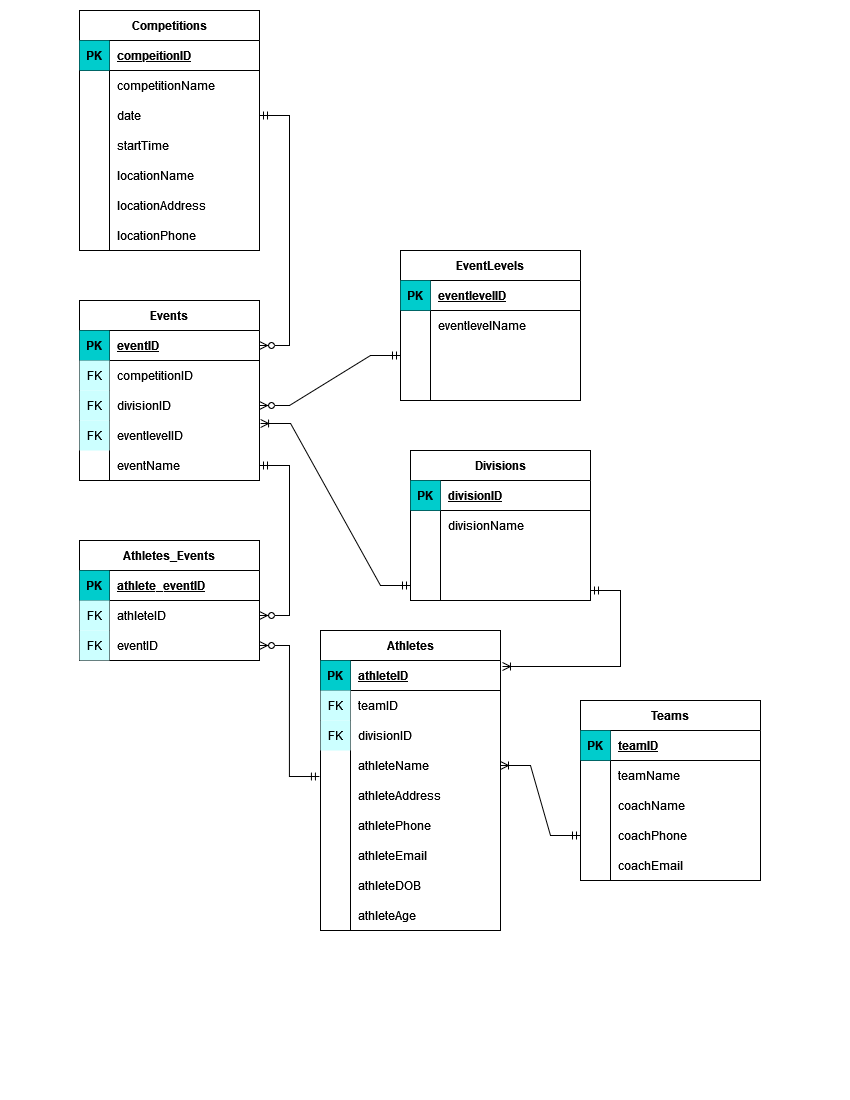 Competitions
PK compeitionID
competitionName
date
startTime
locationName
locationAddress
locationPhone
EventLevels
PK eventlevelID
eventlevelName
Events
PK eventID
FK competitionID
FK divisionID
FK eventlevelID
eventName
Divisions
PK divisionID
divisionName
Athletes_Events
PK athlete_eventID
FK athleteID
FK eventID
Athletes
PK athleteID
FK teamID
FK divisionID
athleteName
athleteAddress
athletePhone
athleteEmail
athleteDOB
athleteAge
Teams
PK teamID
teamName
coachName
coachPhone
coachEmail